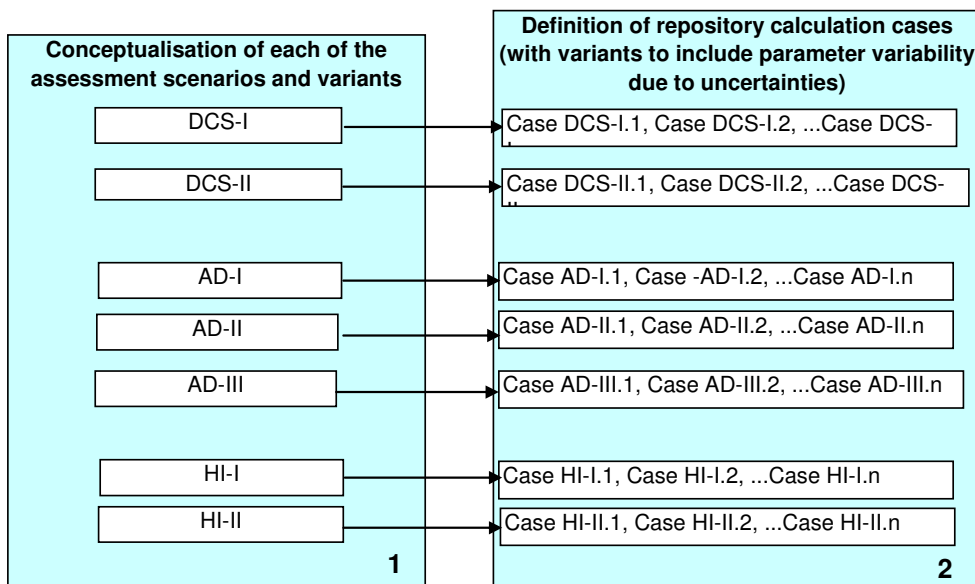 Conceptualisation of each of the
assessment scenarios and variants
DCS-I
DCS-II
AD-I
AD-II
AD-III
HI-I
HI-II
1
Definition of repository calculation cases
(with variants to include parameter variability
due to uncertainties)
Case DCS-I.1, Case DCS-I.2, ...Case DCS-
Case DCS-II.1, Case DCS-II.2, ...Case DCS-
Case AD-I.1, Case -AD-I.2, ...Case AD-I.n
Case AD-II.1, Case AD-II.2, ...Case AD-II.n
Case AD-III.1, Case AD-III.2, ...Case AD-III.n
Case HI-I.1, Case HI-I.2, ...Case HI-I.n
Case HI-II.1, Case HI-II.2, ...Case HI-II.n
2